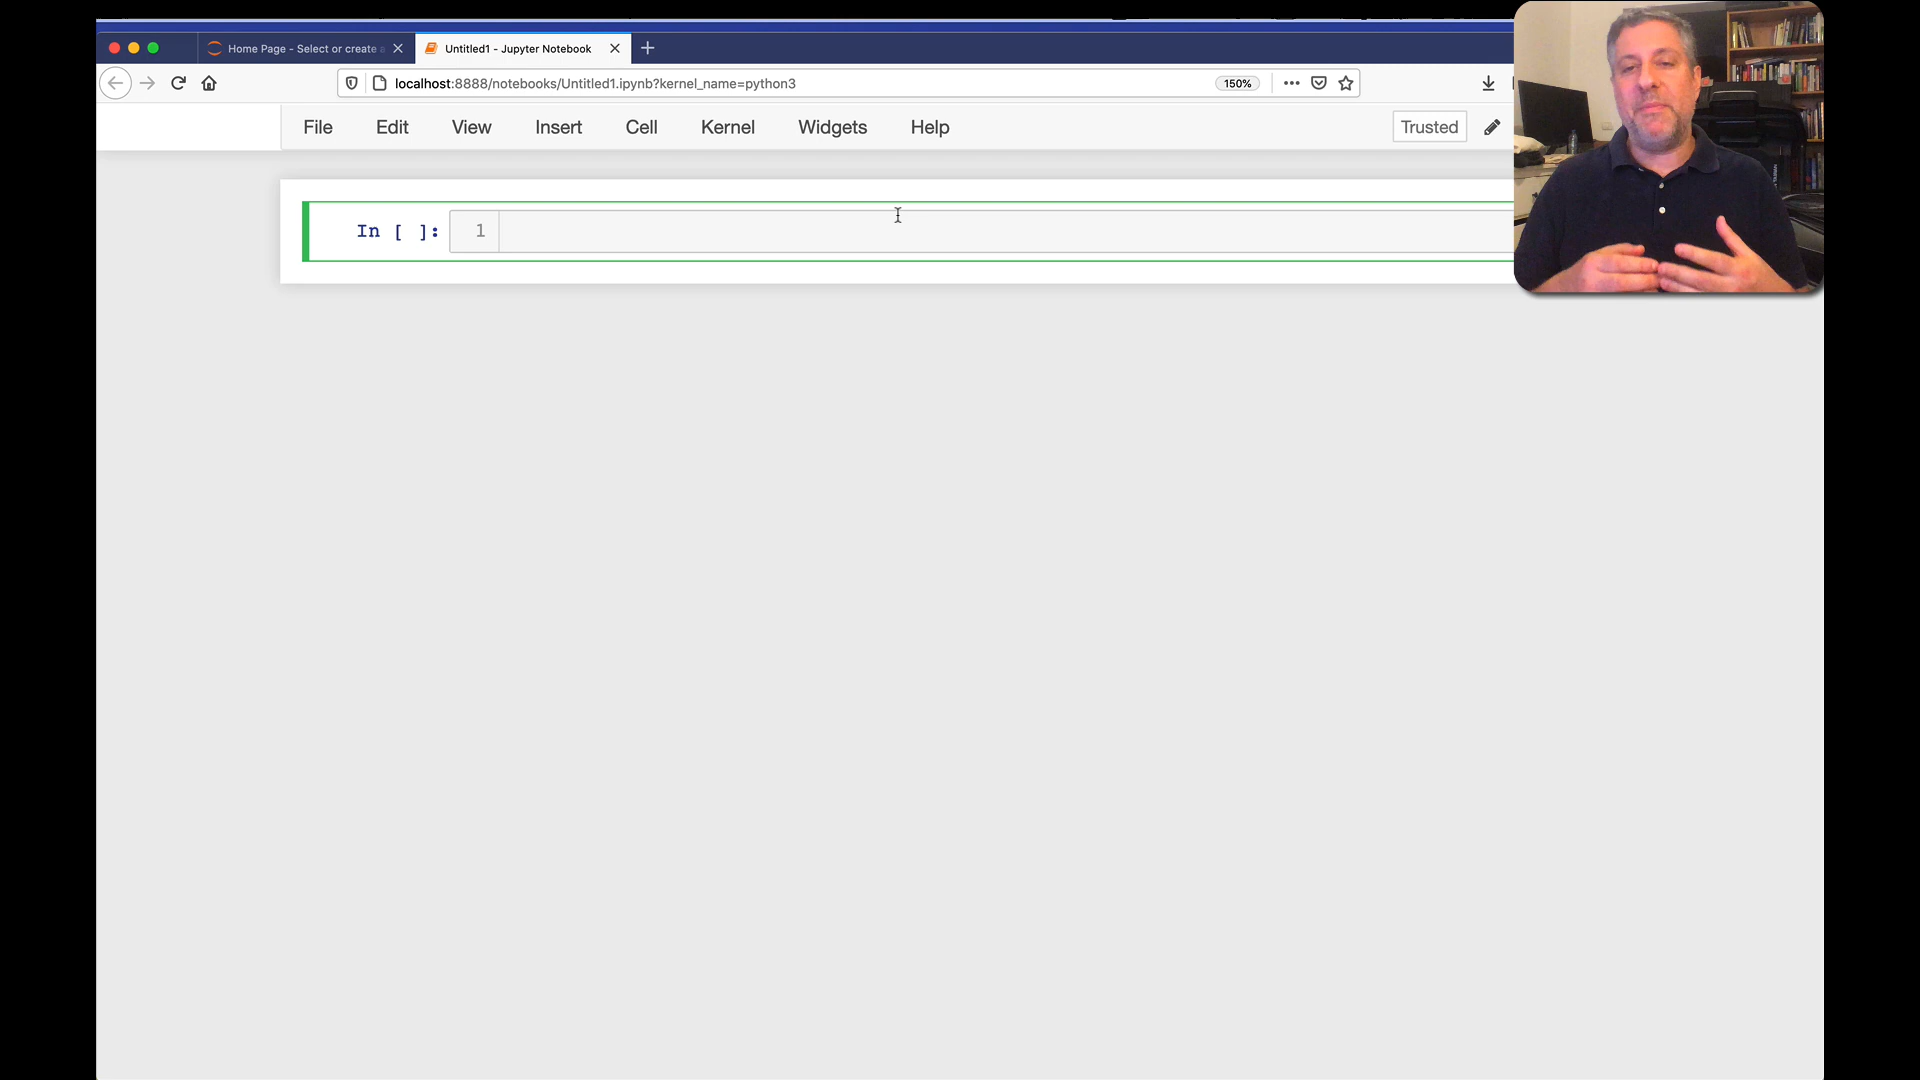 Home Page - Select or create a
Untitled1 - Jupyter Notebook
localhost:8888/notebooks/Untitled1.ipynb?kernel_name=python3
150%
File Edit View Insert Cell Kernel Widgets Help
Trusted
In [ ]:
1